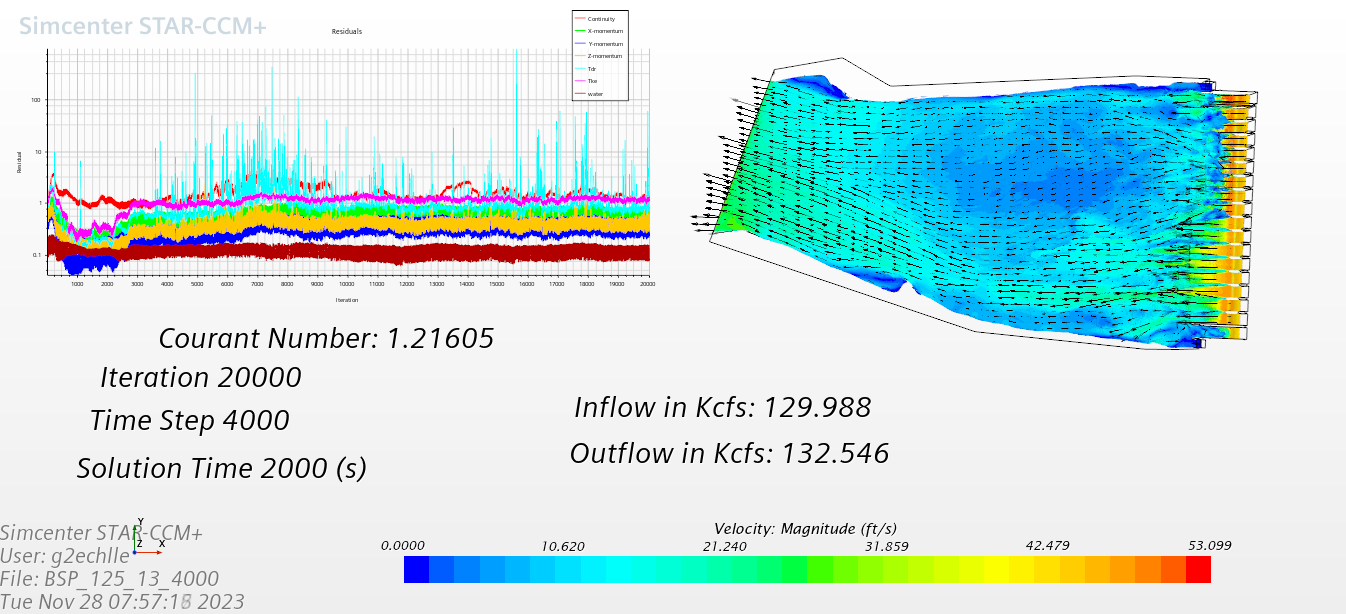 Simcenter STAR-CCM+
Residuals
Continuity
X-momentum
Y-momentum
Z-momentum
Tdr
Tke
water
Residual
100
10
1
0.1
1000 2000 3000 4000 5000 6000 7000 8000 9000 10000 11000 12000 13000 14000 15000 16000 17000 18000 19000 20000
Iteration
Courant Number: 1.21605
Iteration 20000
Time Step 4000
Solution Time 2000 (s)
Inflow in Kcfs: 129.988
Outflow in Kcfs: 132.546
Velocity: Magnitude (ft/s)
0.0000 10.620 21.240 31.859 42.479 53.099
Y
Z X
Simcenter STAR-CCM+
User: g2echlle
File: BSP_125_13_4000
Tue Nov 28 2023